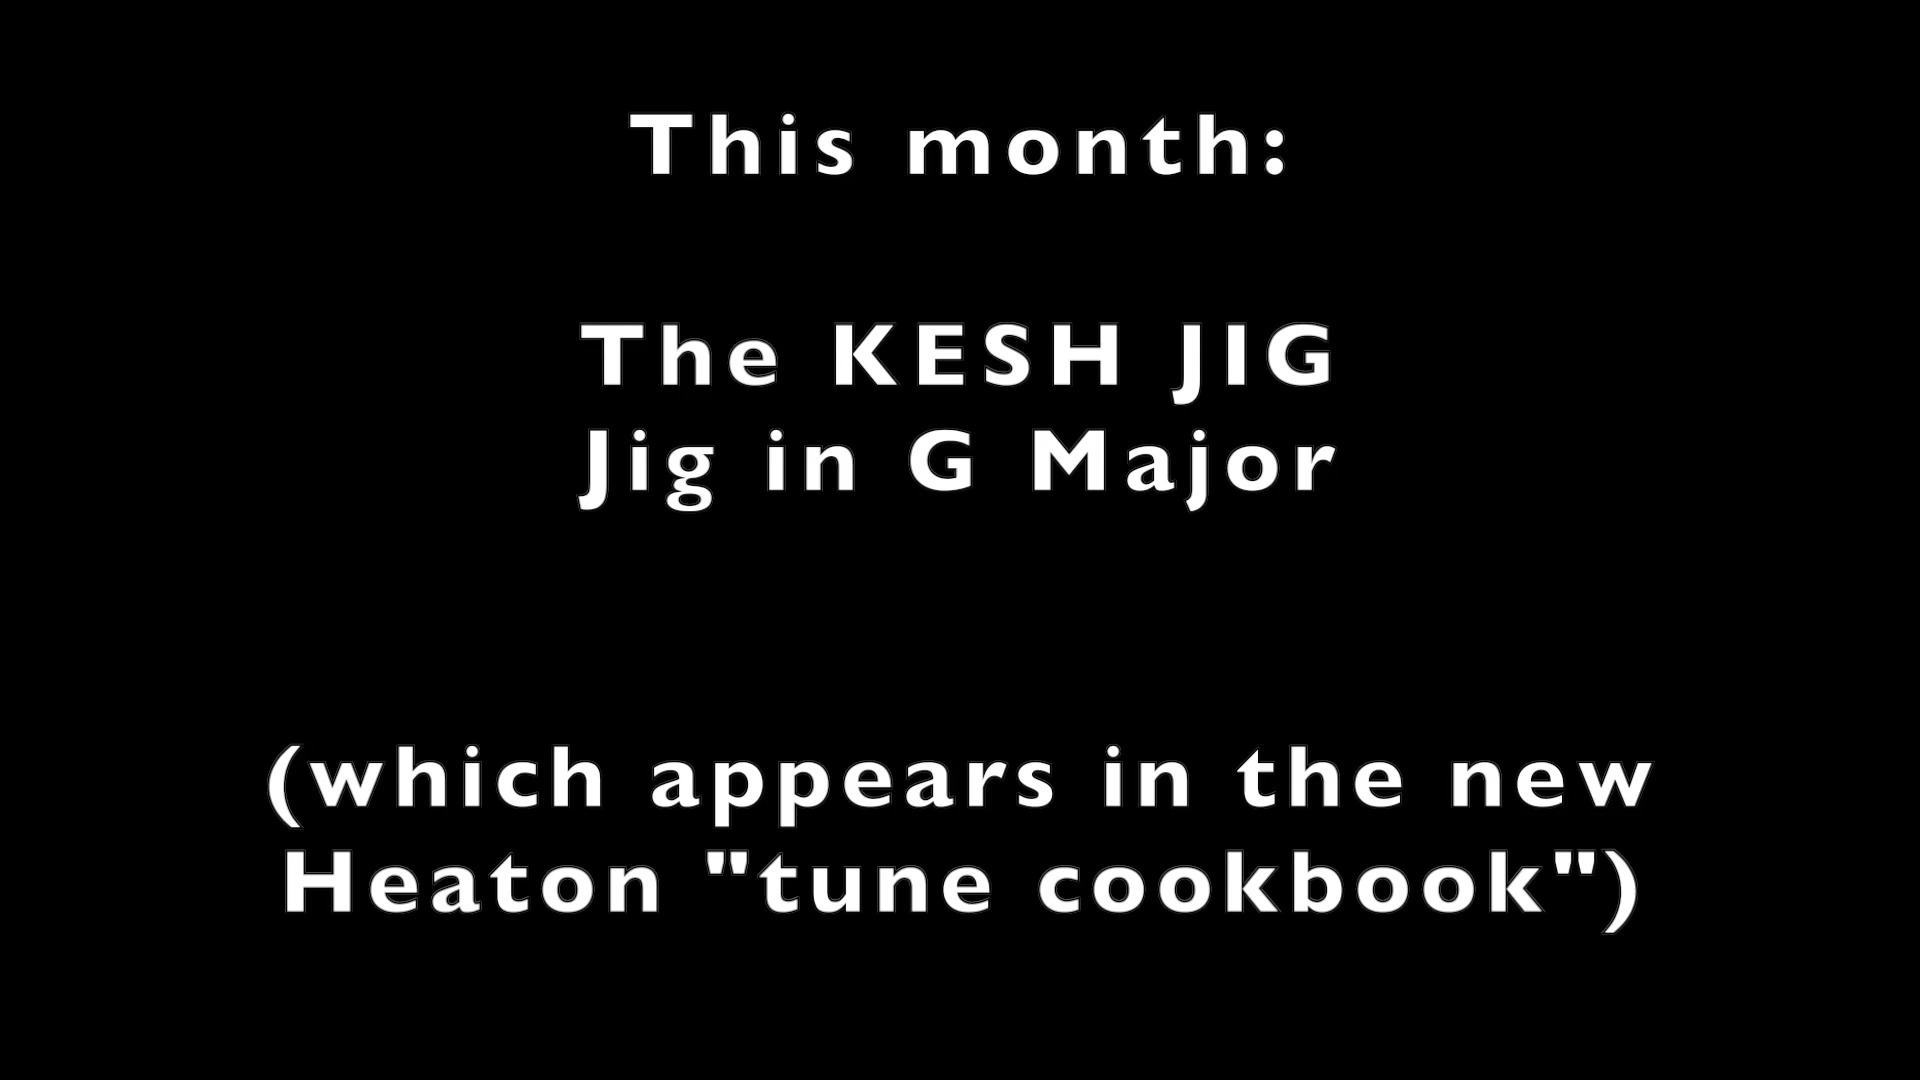 This month:
The KESH JIG
Jig in G Major
(which appears in the new
Heaton "tune cookbook")